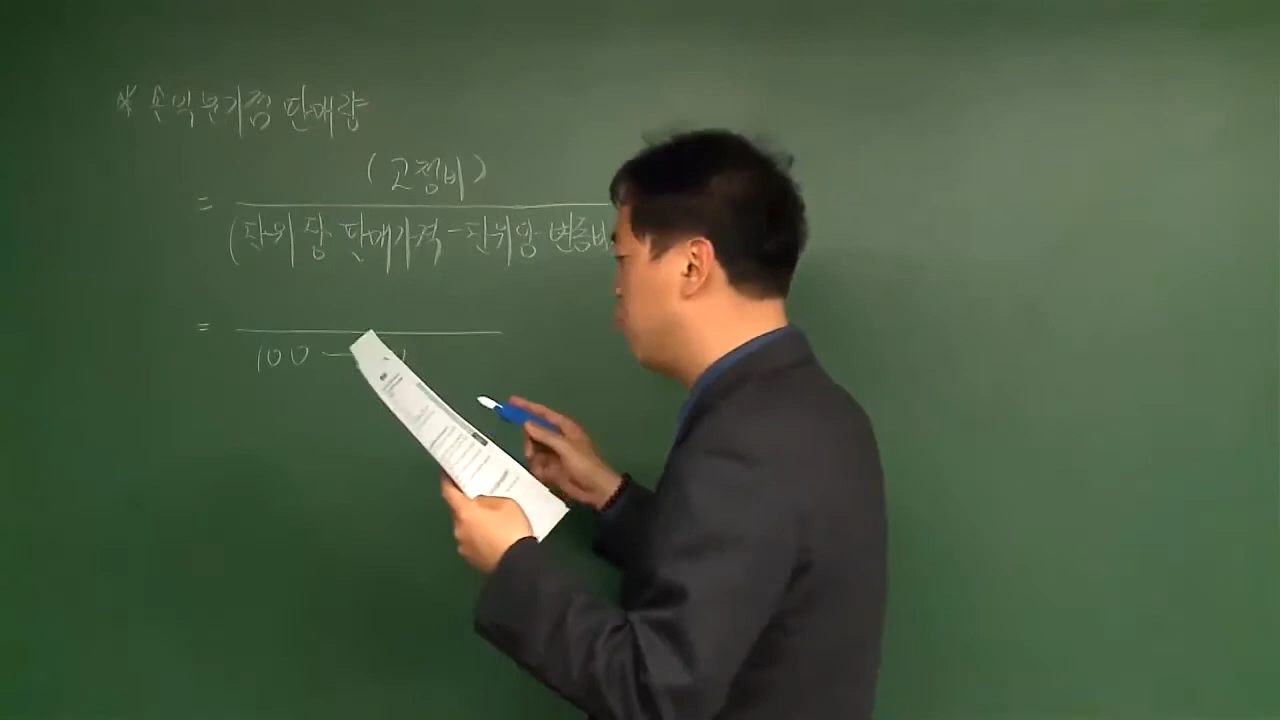 * 손익분기점 판매량
= (고정비)
(단위당 판매가격 - 단위당 변동비
=
100 -